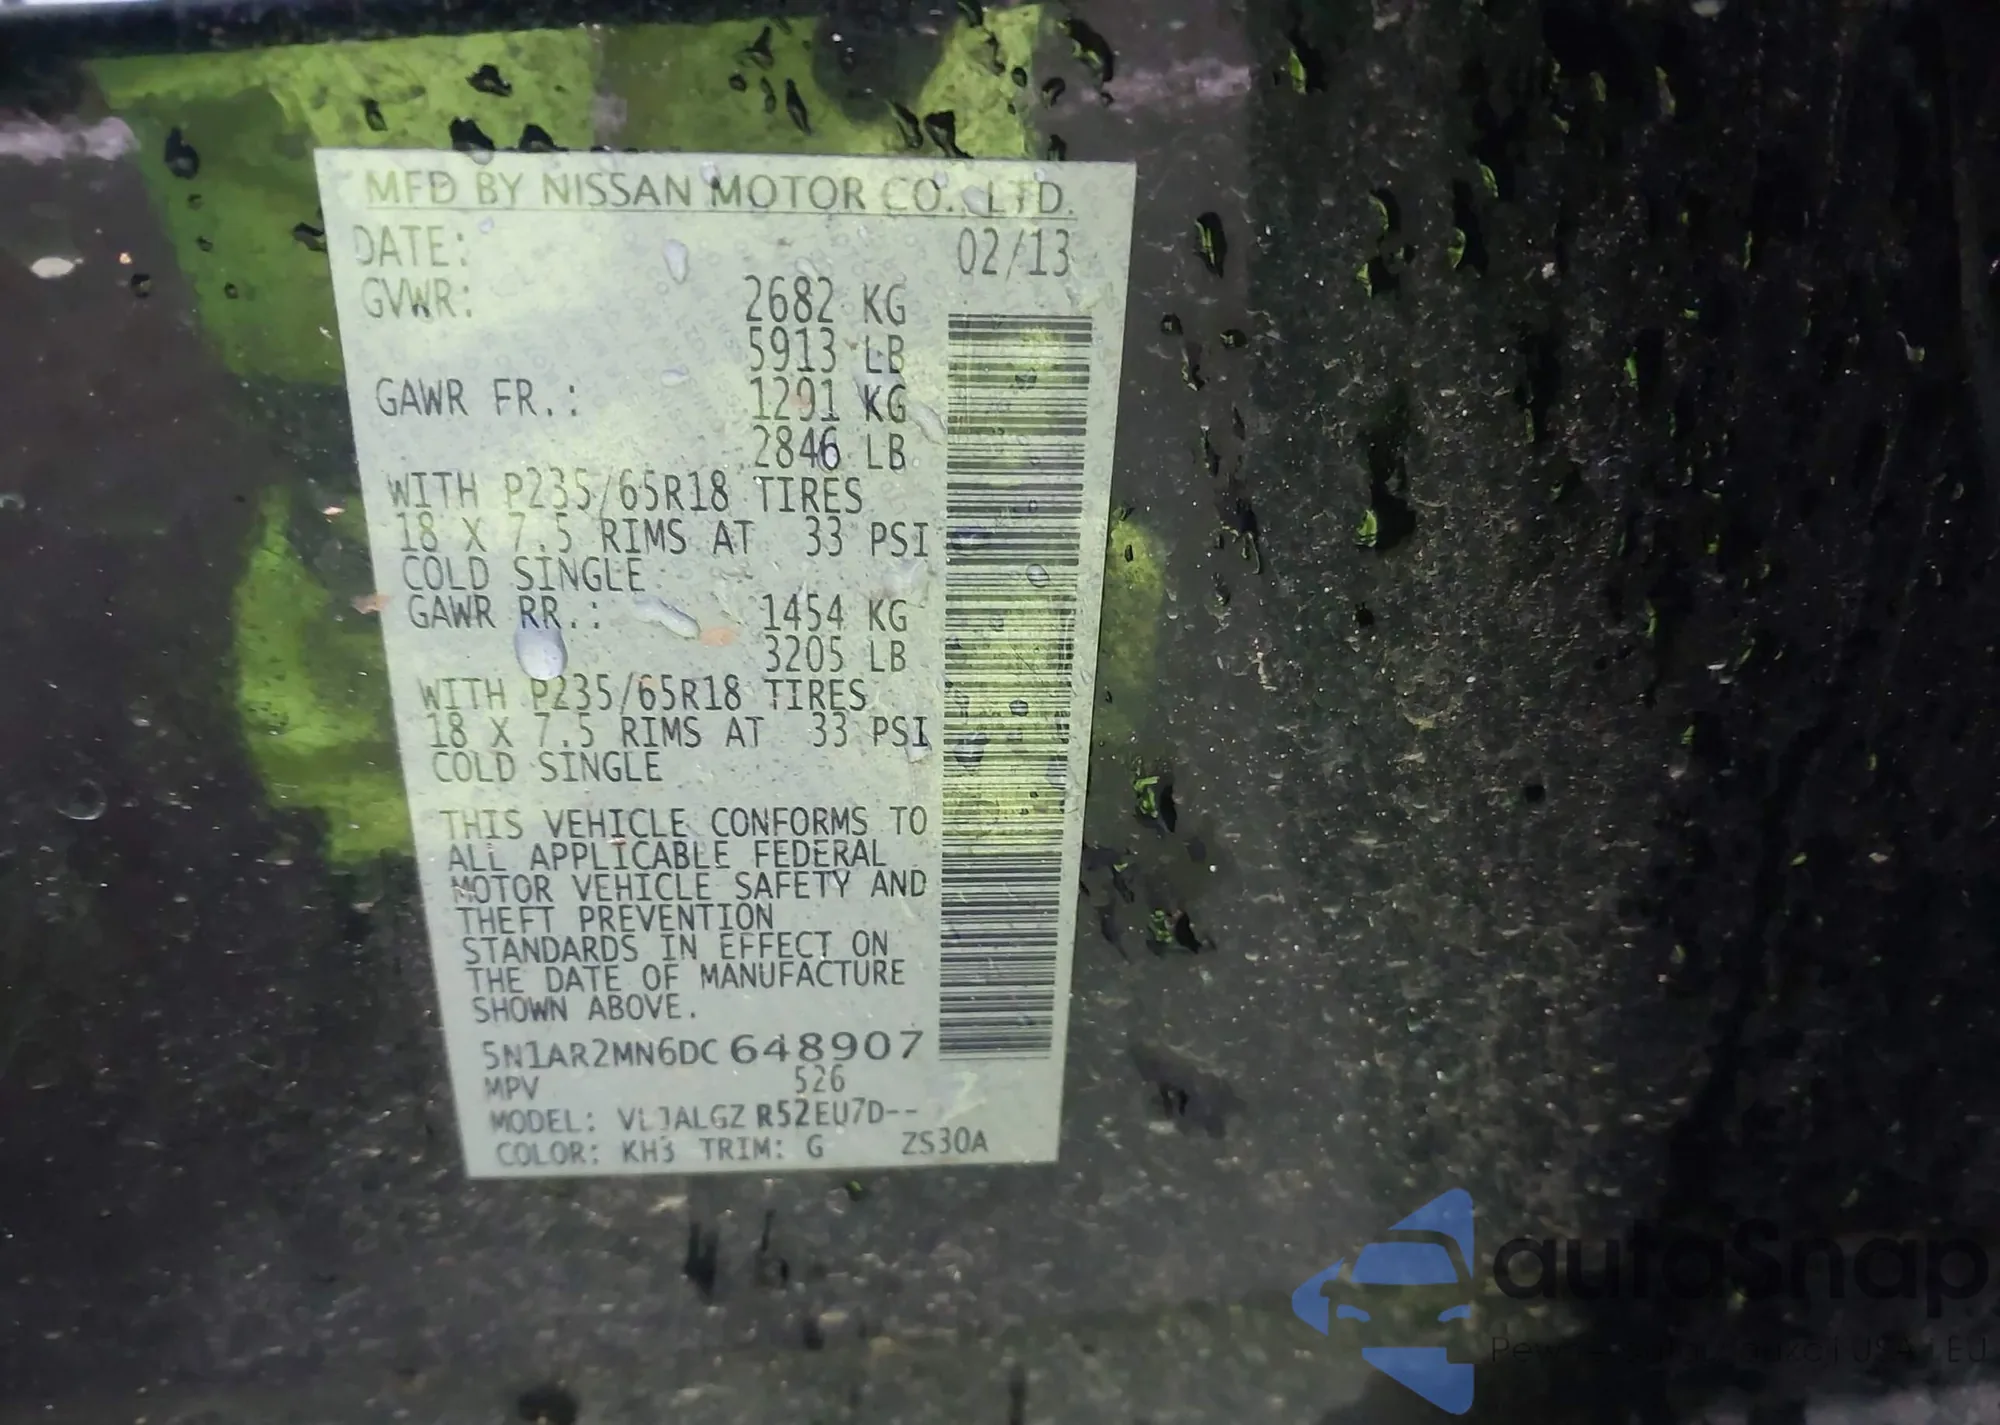 MFD BY NISSAN MOTOR CO., LTD.
DATE: 02/13
GVWR: 2682 KG
5913 LB
GAWR FR.: 1291 KG
2846 LB
WITH P235/65R18 TIRES
18 X 7.5 RIMS AT 33 PSI
COLD SINGLE
GAWR RR.: 1454 KG
3205 LB
WITH P235/65R18 TIRES
18 X 7.5 RIMS AT 33 PSI
COLD SINGLE
THIS VEHICLE CONFORMS TO
ALL APPLICABLE FEDERAL
MOTOR VEHICLE SAFETY AND
THEFT PREVENTION
STANDARDS IN EFFECT ON
THE DATE OF MANUFACTURE
SHOWN ABOVE.
5N1AR2MN6DC648907
MPV 526
MODEL: R52EU7D--
COLOR: KH3 TRIM: G ZS30A
autoSnap
USA EU